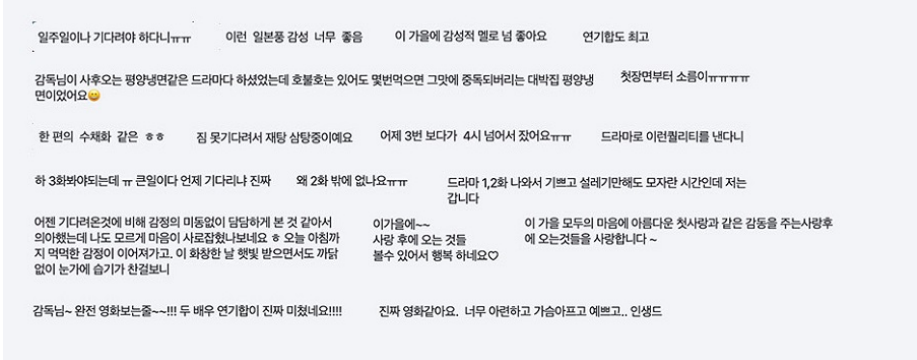 일주일이나 기다려야 하다니ㅠㅠ
이런 일본풍 감성 너무 좋음
이 가을에 감성적 멜로 넘 좋아요
연기합도 최고
감독님이 사후오는 평양냉면같은 드라마다 하셨었는데 호불호는 있어도 몇번먹으면 그맛에 중독되버리는 대박집 평양냉
면이었어요😄
첫장면부터 소름이ㅠㅠㅠㅠ
한 편의 수채화 같은 ㅎㅎ
짐 못기다려서 재탕 삼탕중이예요
어제 3번 보다가 4시 넘어서 잤어요ㅠㅠ
드라마로 이런퀄리티를 낸다니
하 3화봐야되는데 ㅠ 큰일이다 언제 기다리냐 진짜
왜 2화 밖에 없나요ㅠㅠ
드라마 1,2화 나와서 기쁘고 설레기만해도 모자란 시간인데 저는
갑니다
어젠 기다려온것에 비해 감정의 미동없이 담담하게 본 것 같아서
의아했는데 나도 모르게 마음이 사로잡혔나보네요 ㅎ 오늘 아침까
지 먹먹한 감정이 이어져가고. 이 화창한 날 햇빛 받으면서도 까닭
없이 눈가에 습기가 찬걸보니
이가을에~~
사랑 후에 오는 것들
볼수 있어서 행복 하네요♡
이 가을 모두의 마음에 아름다운 첫사랑과 같은 감동을 주는사랑후
에 오는것들을 사랑합니다 ~
감독님~ 완전 영화보는줄~~!!! 두 배우 연기합이 진짜 미쳤네요!!!!
진짜 영화같아요. 너무 아련하고 가슴아프고 예쁘고.. 인생드